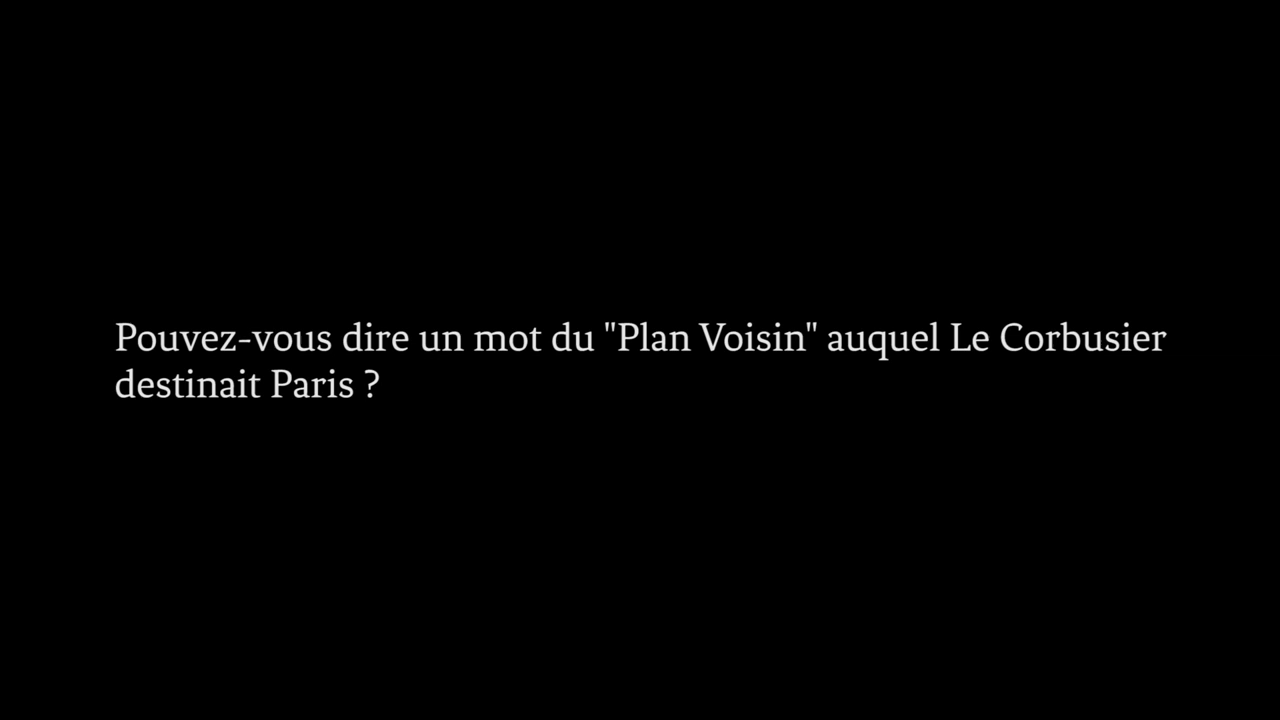 Pouvez-vous dire un mot du "Plan Voisin" auquel Le Corbusier
destinait Paris ?